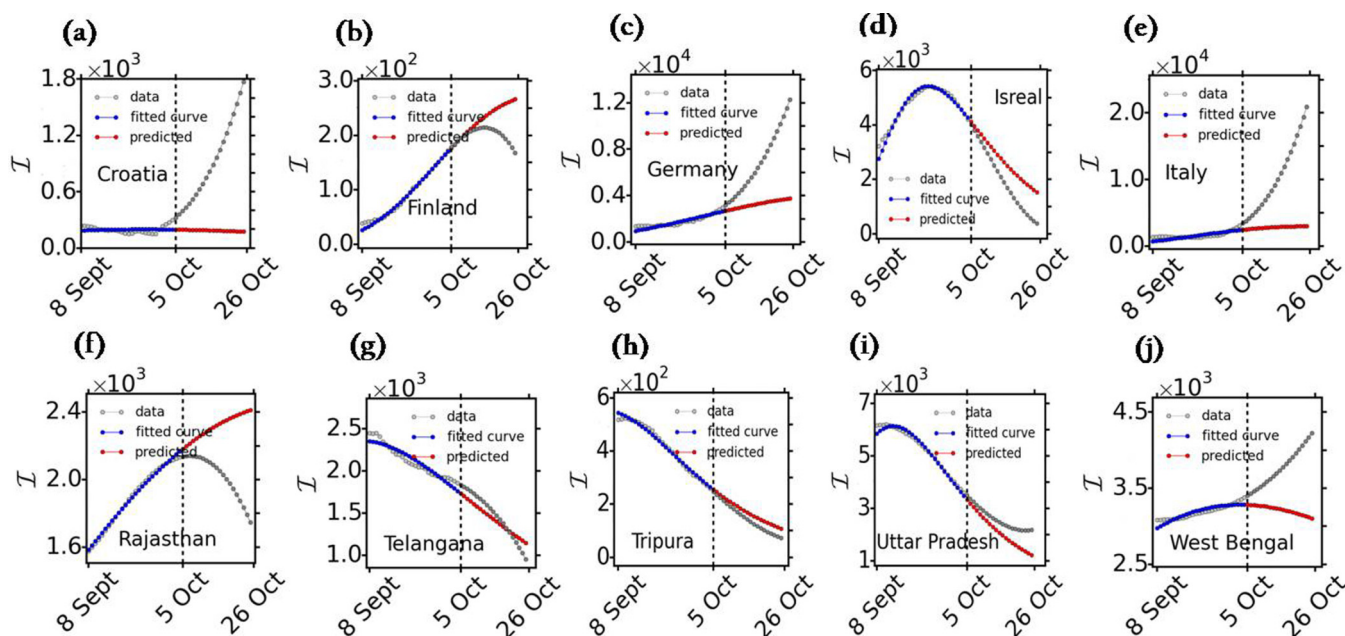 (a)
×10³
1.8
1.2
0.6
0.0
I
data
fitted curve
predicted
Croatia
8 Sept
5 Oct
26 Oct
(b)
×10²
3.0
2.0
1.0
0.0
I
data
fitted curve
predicted
Finland
8 Sept
5 Oct
26 Oct
(c)
×10⁴
1.2
0.8
0.4
0.0
I
data
fitted curve
predicted
Germany
8 Sept
5 Oct
26 Oct
(d)
×10³
6
4
2
0
I
Isreal
data
fitted curve
predicted
8 Sept
5 Oct
26 Oct
(e)
×10⁴
2.0
1.0
0.0
I
data
fitted curve
predicted
Italy
8 Sept
5 Oct
26 Oct
(f)
×10³
2.4
2.0
1.6
I
data
fitted curve
predicted
Rajasthan
8 Sept
5 Oct
26 Oct
(g)
×10³
2.5
2.0
1.5
1.0
I
data
fitted curve
predicted
Telangana
8 Sept
5 Oct
26 Oct
(h)
×10²
6
4
2
0
I
data
fitted curve
predicted
Tripura
8 Sept
5 Oct
26 Oct
(i)
×10³
7
5
3
1
I
data
fitted curve
predicted
Uttar Pradesh
8 Sept
5 Oct
26 Oct
(j)
×10³
4.5
3.5
2.5
I
data
fitted curve
predicted
West Bengal
8 Sept
5 Oct
26 Oct